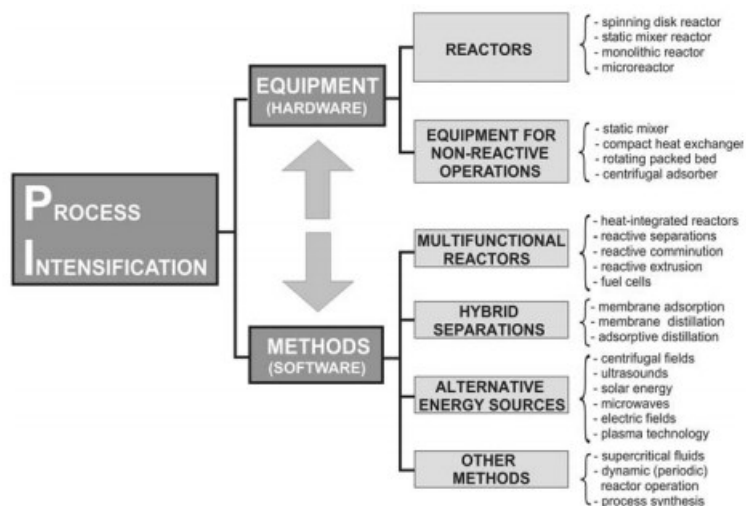 PROCESS
INTENSIFICATION
EQUIPMENT
(HARDWARE)
REACTORS
- spinning disk reactor
- static mixer reactor
- monolithic reactor
- microreactor
EQUIPMENT FOR
NON-REACTIVE
OPERATIONS
- static mixer
- compact heat exchanger
- rotating packed bed
- centrifugal adsorber
METHODS
(SOFTWARE)
MULTIFUNCTIONAL
REACTORS
- heat-integrated reactors
- reactive separations
- reactive comminution
- reactive extrusion
- fuel cells
HYBRID
SEPARATIONS
- membrane adsorption
- membrane distillation
- adsorptive distillation
ALTERNATIVE
ENERGY SOURCES
- centrifugal fields
- ultrasounds
- solar energy
- microwaves
- electric fields
- plasma technology
OTHER
METHODS
- supercritical fluids
- dynamic (periodic)
reactor operation
- process synthesis